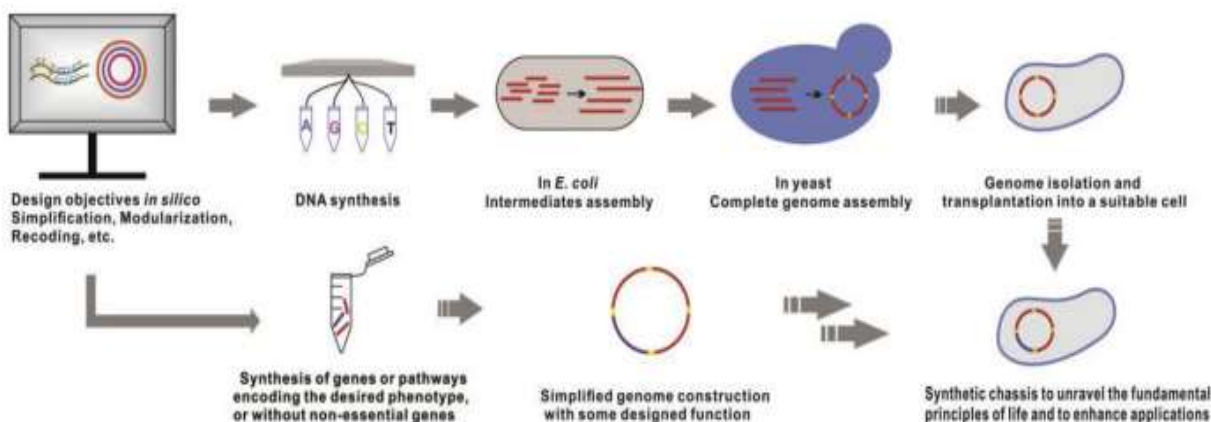 A G C T
Design objectives in silico
Simplification, Modularization,
Recoding, etc.
DNA synthesis
In E. coli
Intermediates assembly
In yeast
Complete genome assembly
Genome isolation and
transplantation into a suitable cell
Synthesis of genes or pathways
encoding the desired phenotype,
or without non-essential genes
Simplified genome construction
with some designed function
Synthetic chassis to unravel the fundamental
principles of life and to enhance applications